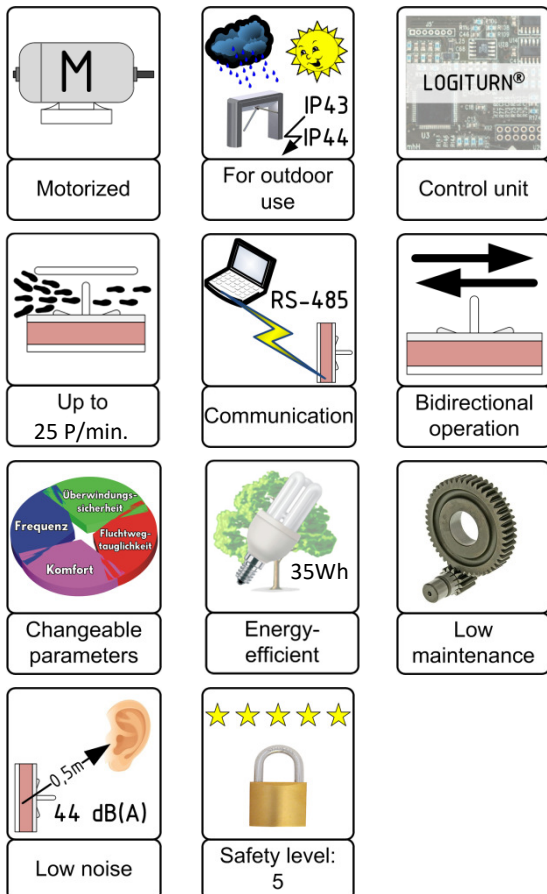 M
Motorized
IP43
IP44
For outdoor
use
LOGITURN®
Control unit
Up to
25 P/min.
RS-485
Communication
Bidirectional
operation
Überwindungs-
sicherheit
Frequenz
Fluchtweg-
tauglichkeit
Komfort
Changeable
parameters
35Wh
Energy-
efficient
Low
maintenance
0,5m
44 dB(A)
Low noise
Safety level:
5